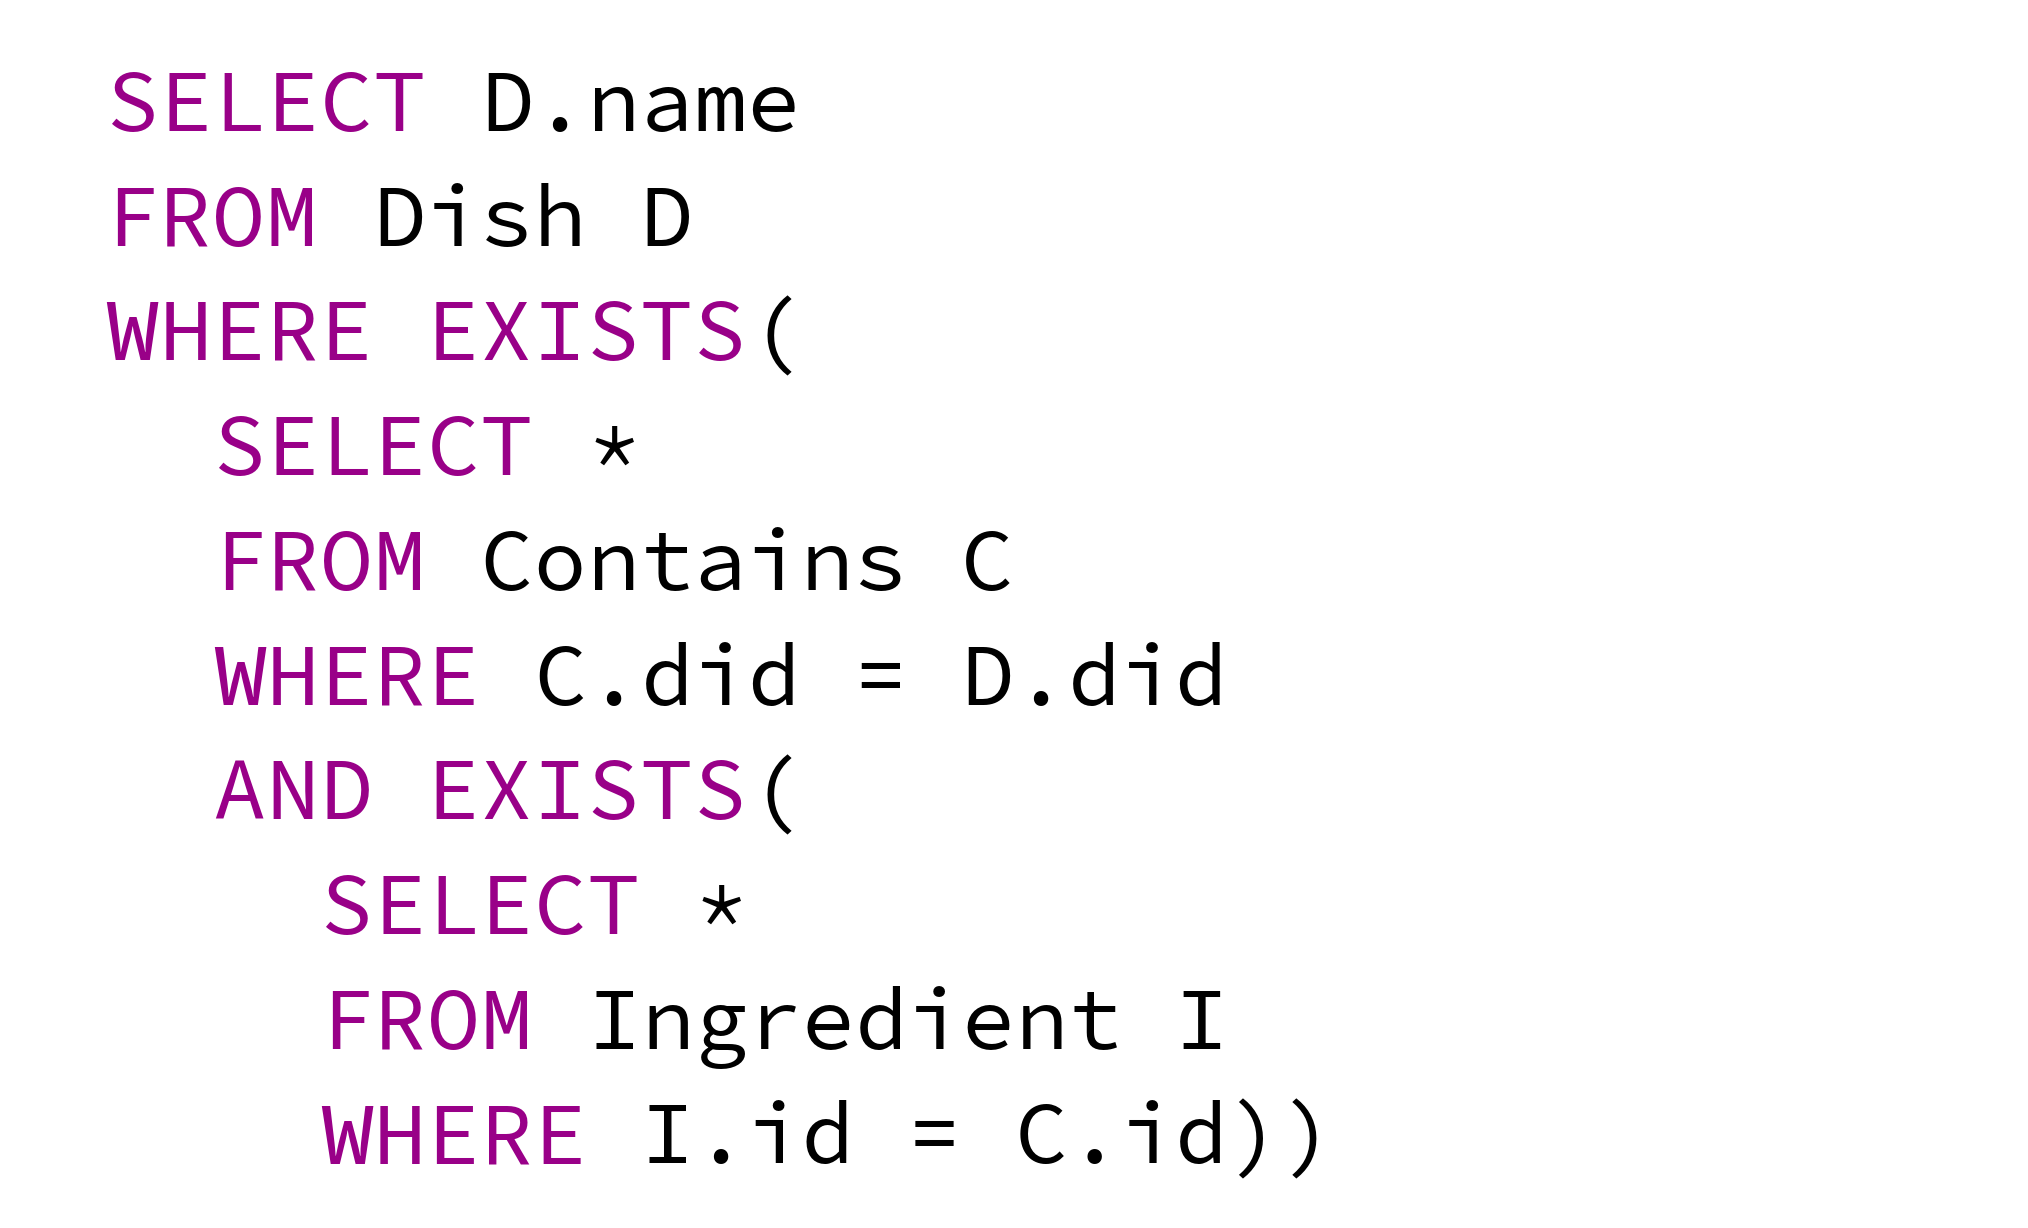 SELECT D.name
FROM Dish D
WHERE EXISTS(
  SELECT *
  FROM Contains C
  WHERE C.did = D.did
  AND EXISTS(
    SELECT *
    FROM Ingredient I
    WHERE I.id = C.id))